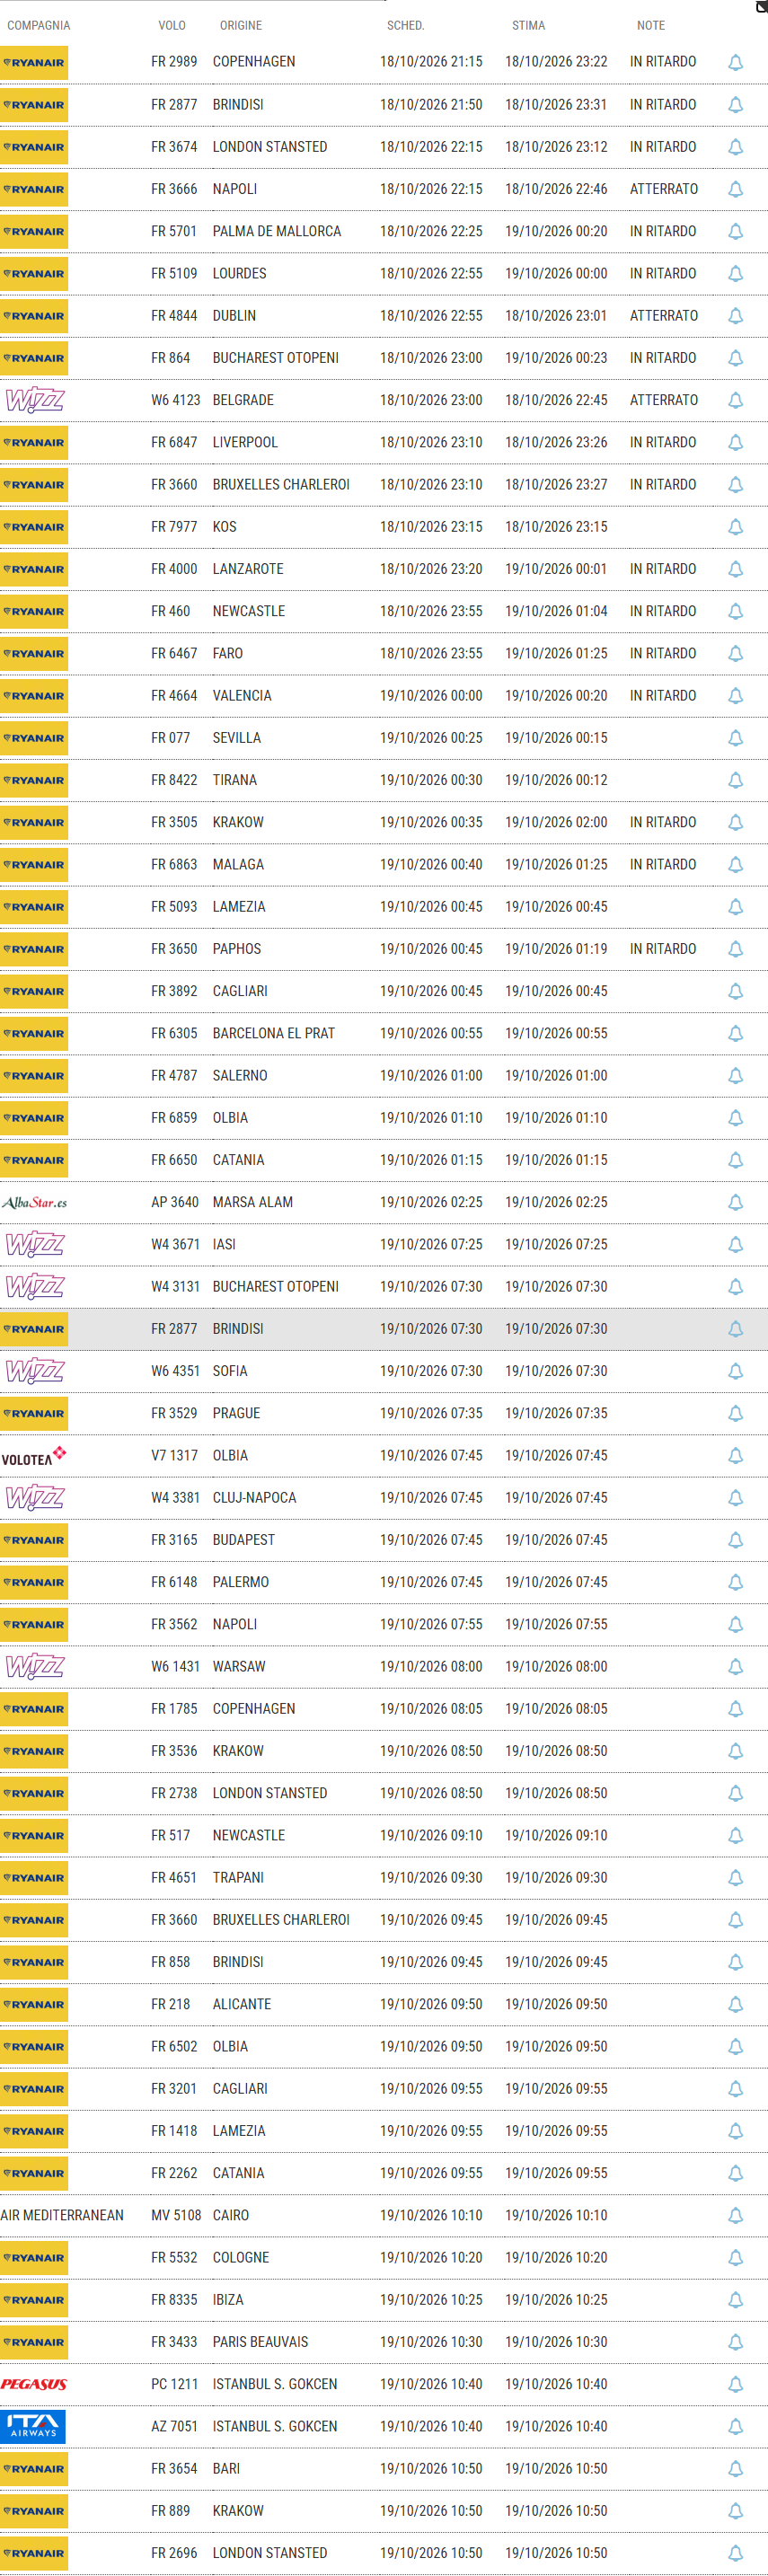 COMPAGNIA VOLO ORIGINE SCHED. STIMA NOTE
RYANAIR FR 2989 COPENHAGEN 18/10/2026 21:15 18/10/2026 23:22 IN RITARDO
RYANAIR FR 2877 BRINDISI 18/10/2026 21:50 18/10/2026 23:31 IN RITARDO
RYANAIR FR 3674 LONDON STANSTED 18/10/2026 22:15 18/10/2026 23:12 IN RITARDO
RYANAIR FR 3666 NAPOLI 18/10/2026 22:15 18/10/2026 22:46 ATTERRATO
RYANAIR FR 5701 PALMA DE MALLORCA 18/10/2026 22:25 19/10/2026 00:20 IN RITARDO
RYANAIR FR 5109 LOURDES 18/10/2026 22:55 19/10/2026 00:00 IN RITARDO
RYANAIR FR 4844 DUBLIN 18/10/2026 22:55 18/10/2026 23:01 ATTERRATO
RYANAIR FR 864 BUCHAREST OTOPENI 18/10/2026 23:00 19/10/2026 00:23 IN RITARDO
WIZZ W6 4123 BELGRADE 18/10/2026 23:00 18/10/2026 22:45 ATTERRATO
RYANAIR FR 6847 LIVERPOOL 18/10/2026 23:10 18/10/2026 23:26 IN RITARDO
RYANAIR FR 3660 BRUXELLES CHARLEROI 18/10/2026 23:10 18/10/2026 23:27 IN RITARDO
RYANAIR FR 7977 KOS 18/10/2026 23:15 18/10/2026 23:15
RYANAIR FR 4000 LANZAROTE 18/10/2026 23:20 19/10/2026 00:01 IN RITARDO
RYANAIR FR 460 NEWCASTLE 18/10/2026 23:55 19/10/2026 01:04 IN RITARDO
RYANAIR FR 6467 FARO 18/10/2026 23:55 19/10/2026 01:25 IN RITARDO
RYANAIR FR 4664 VALENCIA 19/10/2026 00:00 19/10/2026 00:20 IN RITARDO
RYANAIR FR 077 SEVILLA 19/10/2026 00:25 19/10/2026 00:15
RYANAIR FR 8422 TIRANA 19/10/2026 00:30 19/10/2026 00:12
RYANAIR FR 3505 KRAKOW 19/10/2026 00:35 19/10/2026 02:00 IN RITARDO
RYANAIR FR 6863 MALAGA 19/10/2026 00:40 19/10/2026 01:25 IN RITARDO
RYANAIR FR 5093 LAMEZIA 19/10/2026 00:45 19/10/2026 00:45
RYANAIR FR 3650 PAPHOS 19/10/2026 00:45 19/10/2026 01:19 IN RITARDO
RYANAIR FR 3892 CAGLIARI 19/10/2026 00:45 19/10/2026 00:45
RYANAIR FR 6305 BARCELONA EL PRAT 19/10/2026 00:55 19/10/2026 00:55
RYANAIR FR 4787 SALERNO 19/10/2026 01:00 19/10/2026 01:00
RYANAIR FR 6859 OLBIA 19/10/2026 01:10 19/10/2026 01:10
RYANAIR FR 6650 CATANIA 19/10/2026 01:15 19/10/2026 01:15
AlbaStar.es AP 3640 MARSA ALAM 19/10/2026 02:25 19/10/2026 02:25
WIZZ W4 3671 IASI 19/10/2026 07:25 19/10/2026 07:25
WIZZ W4 3131 BUCHAREST OTOPENI 19/10/2026 07:30 19/10/2026 07:30
RYANAIR FR 2877 BRINDISI 19/10/2026 07:30 19/10/2026 07:30
WIZZ W6 4351 SOFIA 19/10/2026 07:30 19/10/2026 07:30
RYANAIR FR 3529 PRAGUE 19/10/2026 07:35 19/10/2026 07:35
VOLOTEA V7 1317 OLBIA 19/10/2026 07:45 19/10/2026 07:45
WIZZ W4 3381 CLUJ-NAPOCA 19/10/2026 07:45 19/10/2026 07:45
RYANAIR FR 3165 BUDAPEST 19/10/2026 07:45 19/10/2026 07:45
RYANAIR FR 6148 PALERMO 19/10/2026 07:45 19/10/2026 07:45
RYANAIR FR 3562 NAPOLI 19/10/2026 07:55 19/10/2026 07:55
WIZZ W6 1431 WARSAW 19/10/2026 08:00 19/10/2026 08:00
RYANAIR FR 1785 COPENHAGEN 19/10/2026 08:05 19/10/2026 08:05
RYANAIR FR 3536 KRAKOW 19/10/2026 08:50 19/10/2026 08:50
RYANAIR FR 2738 LONDON STANSTED 19/10/2026 08:50 19/10/2026 08:50
RYANAIR FR 517 NEWCASTLE 19/10/2026 09:10 19/10/2026 09:10
RYANAIR FR 4651 TRAPANI 19/10/2026 09:30 19/10/2026 09:30
RYANAIR FR 3660 BRUXELLES CHARLEROI 19/10/2026 09:45 19/10/2026 09:45
RYANAIR FR 858 BRINDISI 19/10/2026 09:45 19/10/2026 09:45
RYANAIR FR 218 ALICANTE 19/10/2026 09:50 19/10/2026 09:50
RYANAIR FR 6502 OLBIA 19/10/2026 09:50 19/10/2026 09:50
RYANAIR FR 3201 CAGLIARI 19/10/2026 09:55 19/10/2026 09:55
RYANAIR FR 1418 LAMEZIA 19/10/2026 09:55 19/10/2026 09:55
RYANAIR FR 2262 CATANIA 19/10/2026 09:55 19/10/2026 09:55
AIR MEDITERRANEAN MV 5108 CAIRO 19/10/2026 10:10 19/10/2026 10:10
RYANAIR FR 5532 COLOGNE 19/10/2026 10:20 19/10/2026 10:20
RYANAIR FR 8335 IBIZA 19/10/2026 10:25 19/10/2026 10:25
RYANAIR FR 3433 PARIS BEAUVAIS 19/10/2026 10:30 19/10/2026 10:30
PEGASUS PC 1211 ISTANBUL S. GOKCEN 19/10/2026 10:40 19/10/2026 10:40
ITA AIRWAYS AZ 7051 ISTANBUL S. GOKCEN 19/10/2026 10:40 19/10/2026 10:40
RYANAIR FR 3654 BARI 19/10/2026 10:50 19/10/2026 10:50
RYANAIR FR 889 KRAKOW 19/10/2026 10:50 19/10/2026 10:50
RYANAIR FR 2696 LONDON STANSTED 19/10/2026 10:50 19/10/2026 10:50